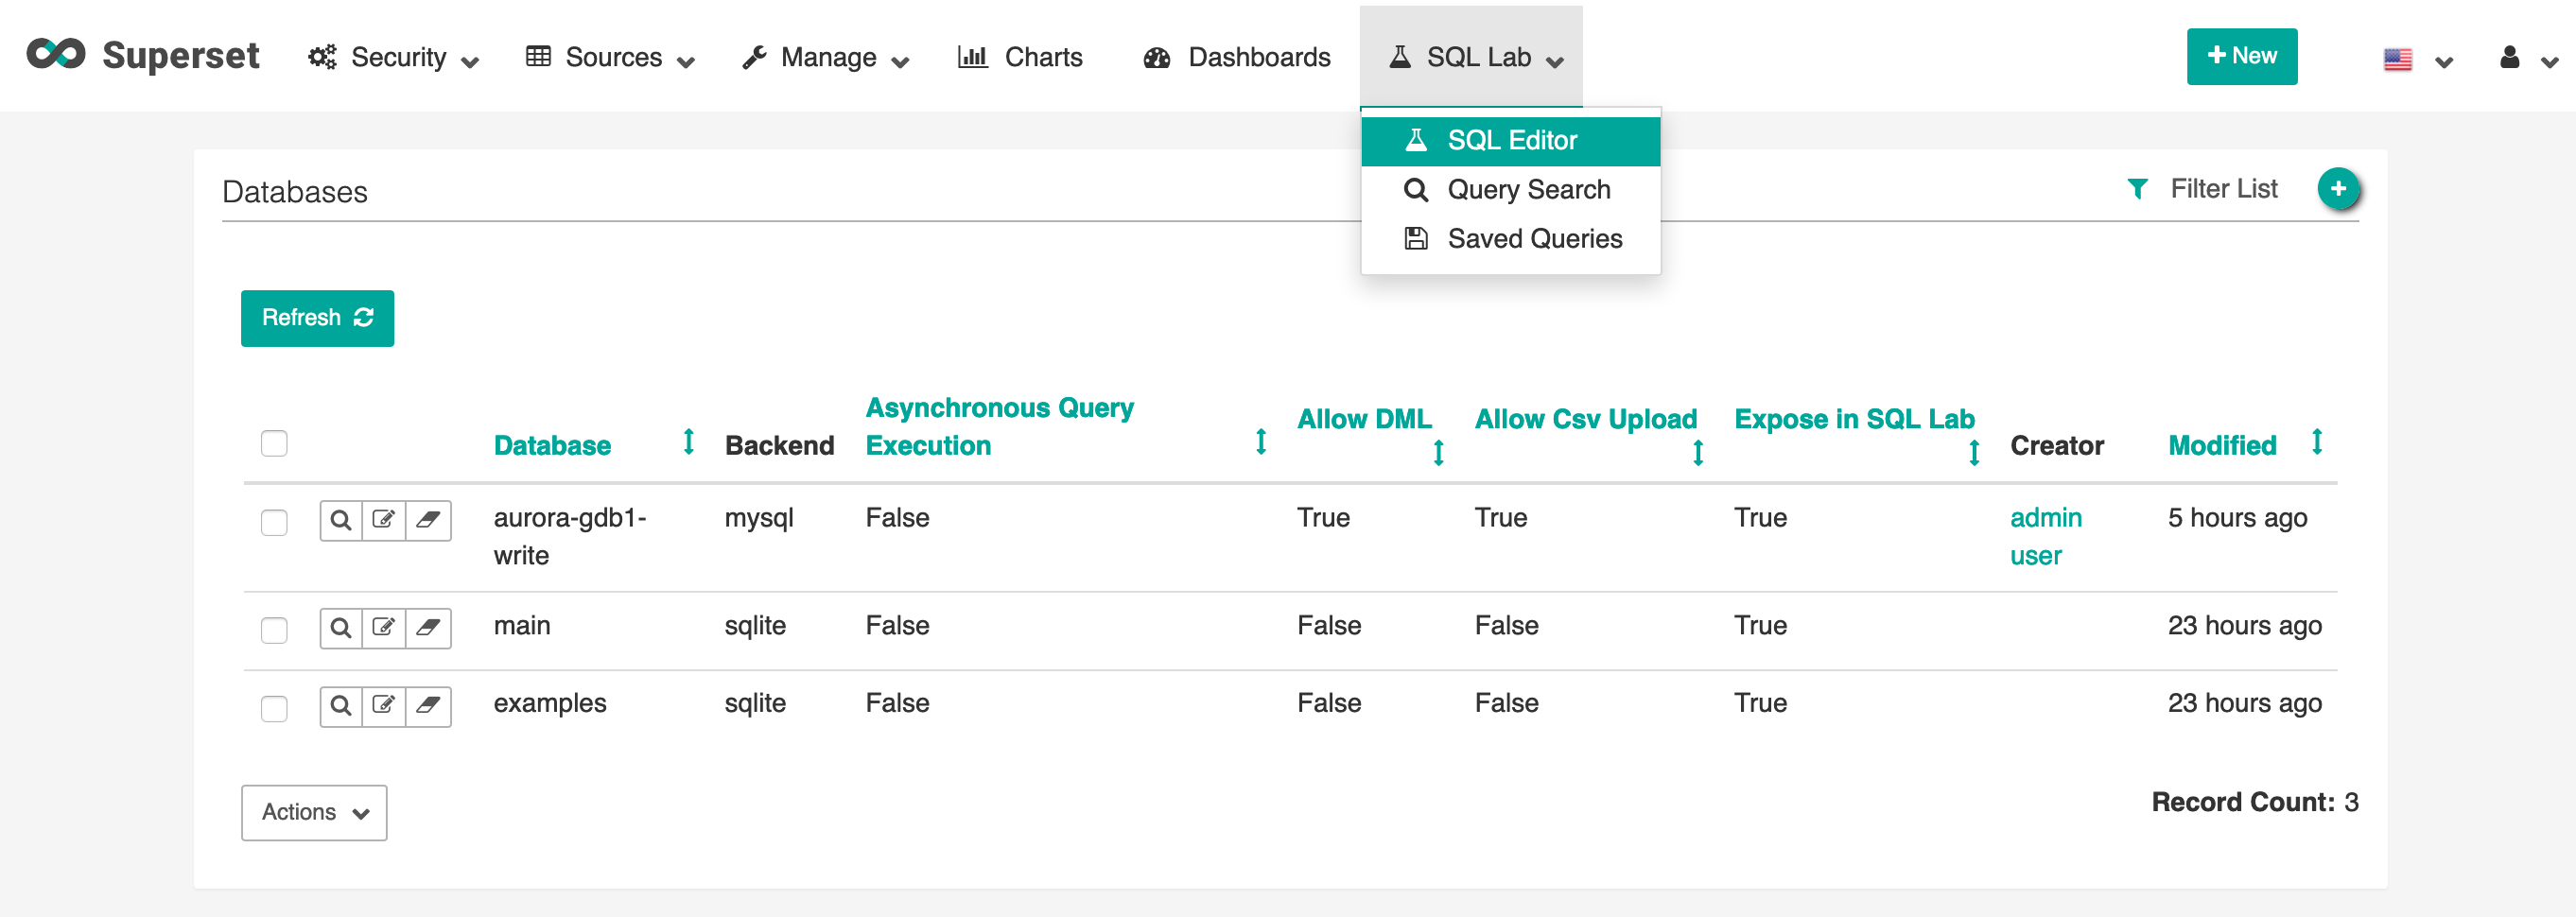 Superset Security Sources Manage Charts Dashboards SQL Lab + New
SQL Editor
Query Search
Saved Queries
Databases Filter List
Refresh
Database Backend Asynchronous Query Execution Allow DML Allow Csv Upload Expose in SQL Lab Creator Modified
aurora-gdb1- mysql False True True True admin 5 hours ago
write user
main sqlite False False False True 23 hours ago
examples sqlite False False False True 23 hours ago
Actions Record Count: 3